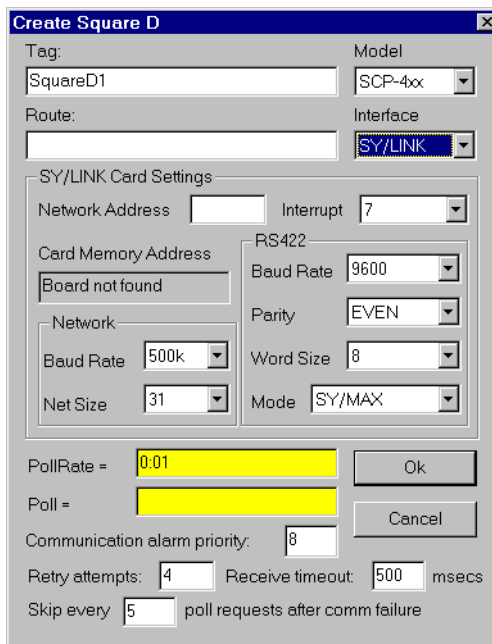 Create Square D
Tag:
Model
SquareD1
SCP-4xx
Route:
Interface
SY/LINK
SY/LINK Card Settings
Network Address
Interrupt
7
Card Memory Address
Board not found
RS422
Baud Rate
9600
Parity
EVEN
Word Size
8
Mode
SY/MAX
Network
Baud Rate
500k
Net Size
31
PollRate =
0:01
Ok
Poll =
Cancel
Communication alarm priority:
8
Retry attempts:
4
Receive timeout:
500
msecs
Skip every
5
poll requests after comm failure